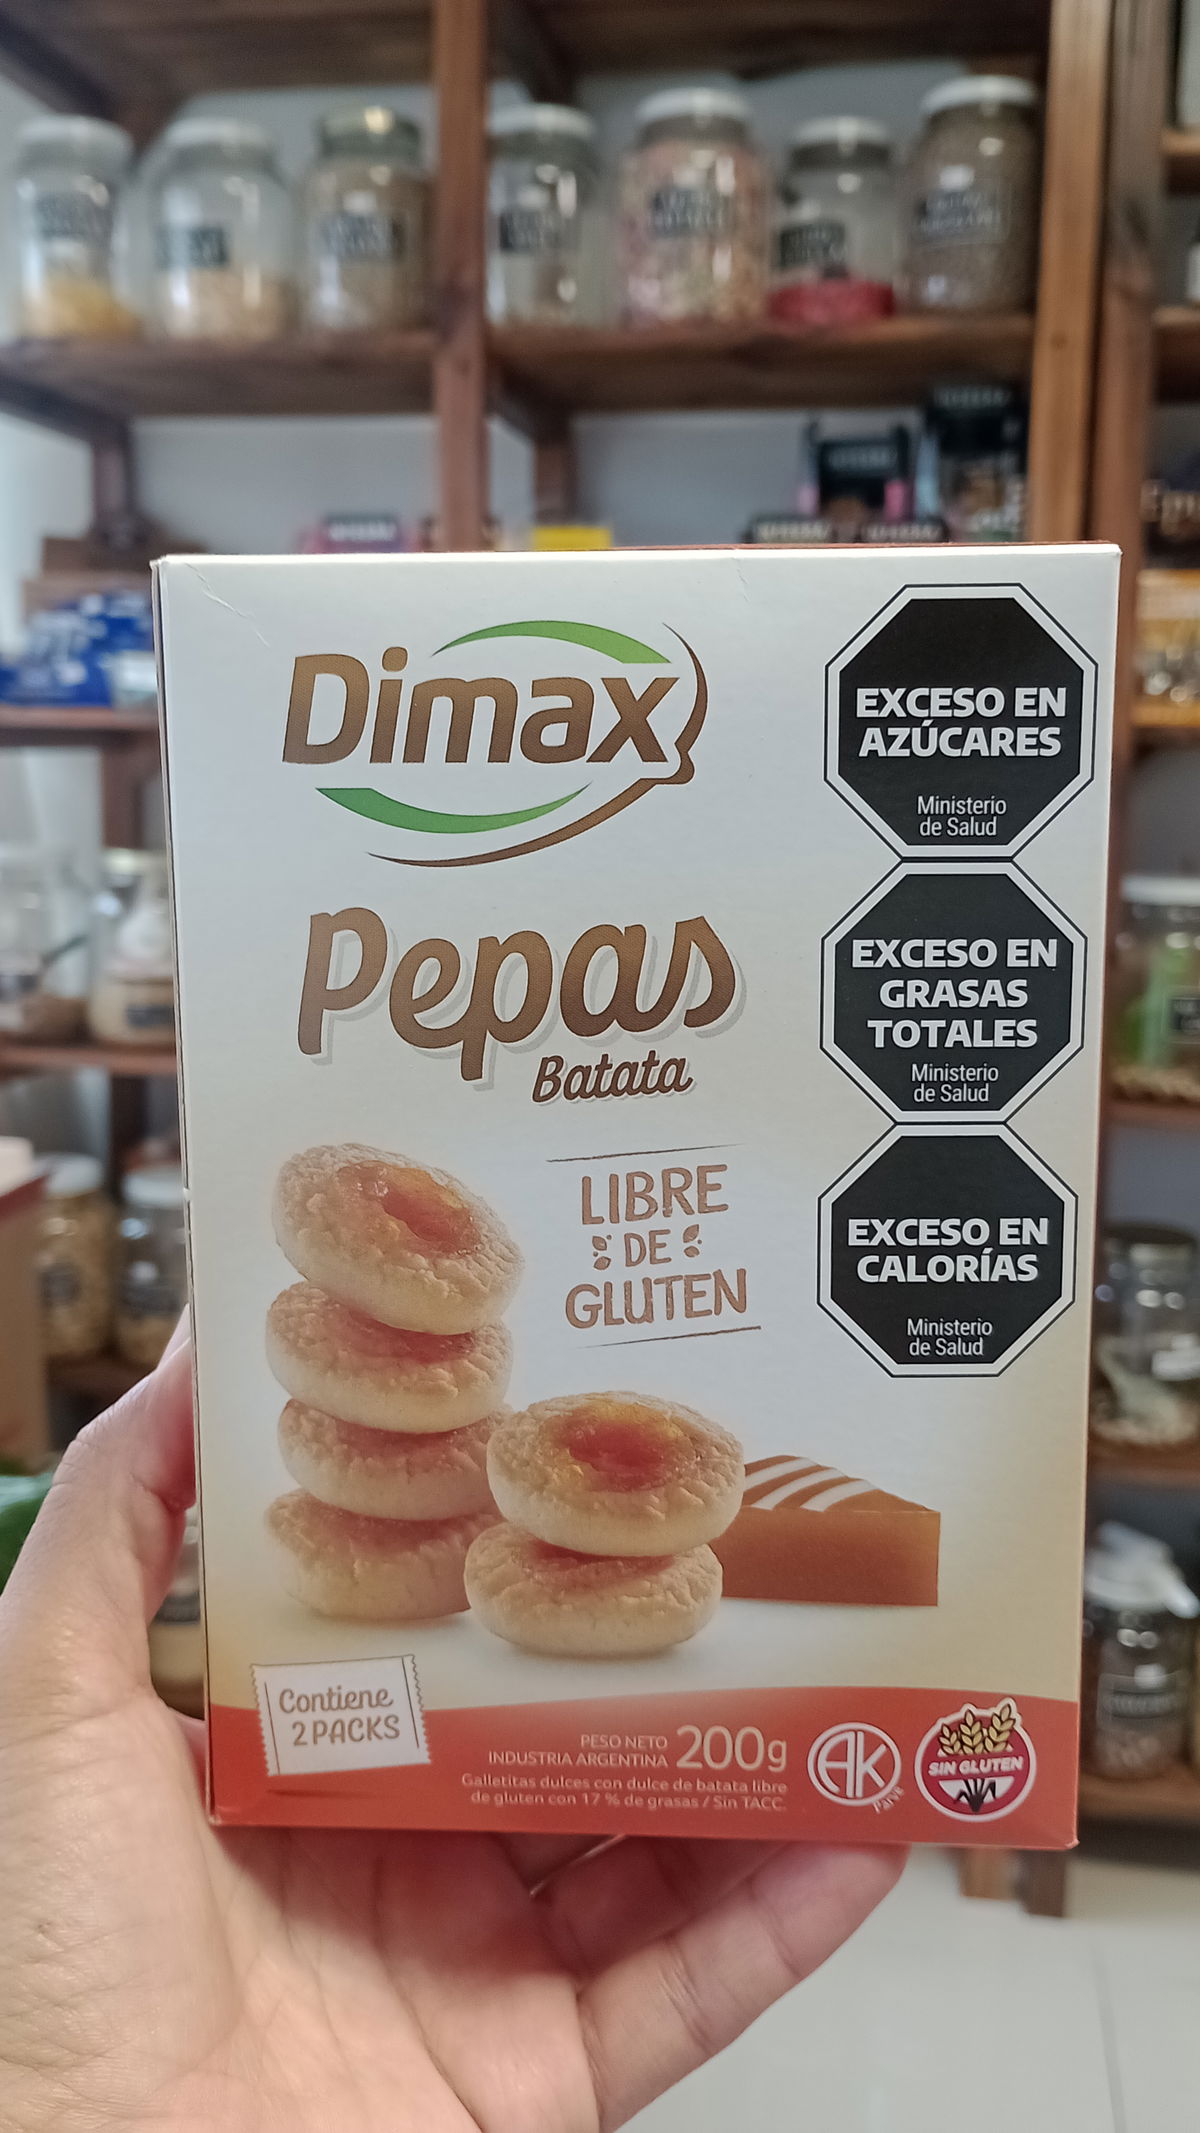 Dimax
Pepas
Batata
LIBRE
DE
GLUTEN
EXCESO EN
AZÚCARES
Ministerio
de Salud
EXCESO EN
GRASAS
TOTALES
Ministerio
de Salud
EXCESO EN
CALORÍAS
Ministerio
de Salud
Contiene
2 PACKS
PESO NETO
INDUSTRIA ARGENTINA
200g
Galletitas dulces con dulce de batata libre
de gluten con 17 % de grasas / Sin TACC.
AK
Parve
SIN GLUTEN